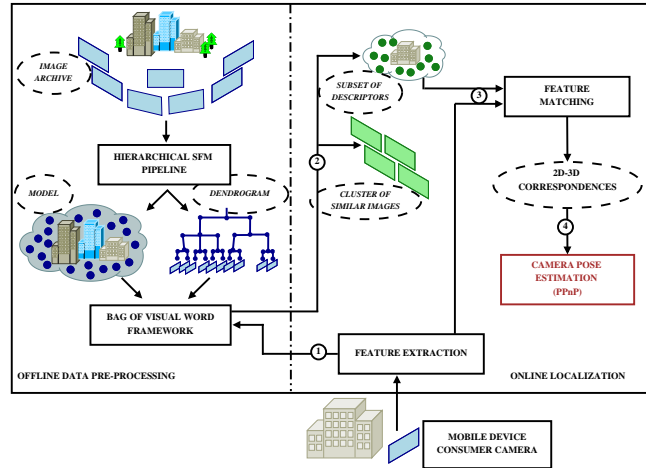 IMAGE
ARCHIVE
HIERARCHICAL SFM
PIPELINE
MODEL
DENDROGRAM
BAG OF VISUAL WORD
FRAMEWORK
OFFLINE DATA PRE-PROCESSING
SUBSET OF
DESCRIPTORS
2
CLUSTER OF
SIMILAR IMAGES
3
FEATURE
MATCHING
2D-3D
CORRESPONDENCES
4
CAMERA POSE
ESTIMATION
(PPnP)
1
FEATURE EXTRACTION
ONLINE LOCALIZATION
MOBILE DEVICE
CONSUMER CAMERA